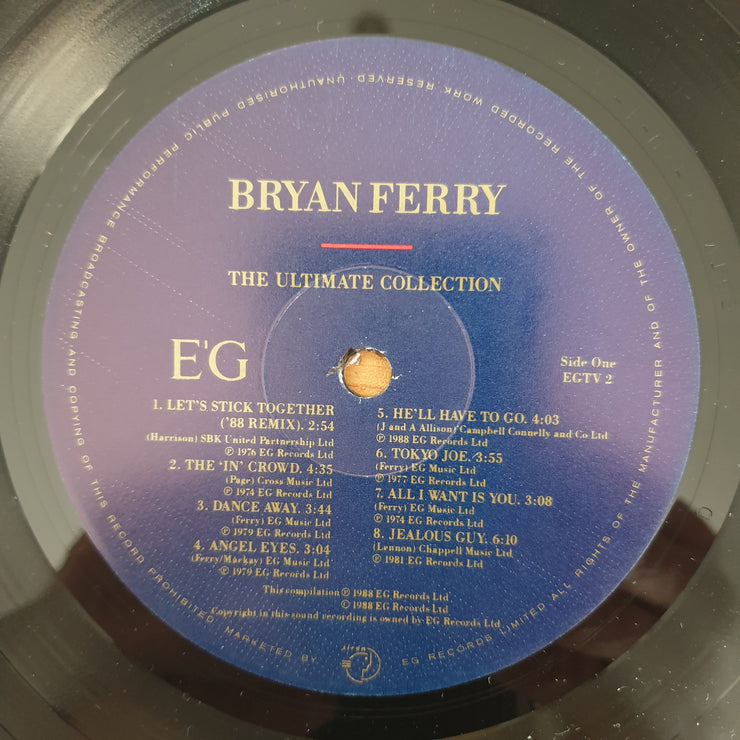 BRYAN FERRY
THE ULTIMATE COLLECTION
E'G
Side One
EGTV 2
1. LET'S STICK TOGETHER
('88 REMIX). 2:54
(Harrison) SBK United Partnership Ltd
℗ 1976 EG Records Ltd
2. THE 'IN' CROWD. 4:35
(Page) Cross Music Ltd
℗ 1974 EG Records Ltd
3. DANCE AWAY. 3:44
(Ferry) EG Music Ltd
℗ 1979 EG Records Ltd
4. ANGEL EYES. 3:04
(Ferry/Mackay) EG Music Ltd
℗ 1979 EG Records Ltd
5. HE'LL HAVE TO GO. 4:03
(J and A Allison) Campbell Connelly and Co Ltd
℗ 1988 EG Records Ltd
6. TOKYO JOE. 3:55
(Ferry) EG Music Ltd
℗ 1977 EG Records Ltd
7. ALL I WANT IS YOU. 3:08
(Ferry) EG Music Ltd
℗ 1974 EG Records Ltd
8. JEALOUS GUY. 6:10
(Lennon) Chappell Music Ltd
℗ 1981 EG Records Ltd
This compilation ℗ 1988 EG Records Ltd
© 1988 EG Records Ltd
Copyright in this sound recording is owned by EG Records Ltd
MARKETED BY
EG RECORDS LIMITED ALL RIGHTS OF THE MANUFACTURER AND OF THE OWNER OF THE RECORDED WORK RESERVED UNAUTHORISED PUBLIC PERFORMANCE BROADCASTING AND COPYING OF THIS RECORD PROHIBITED